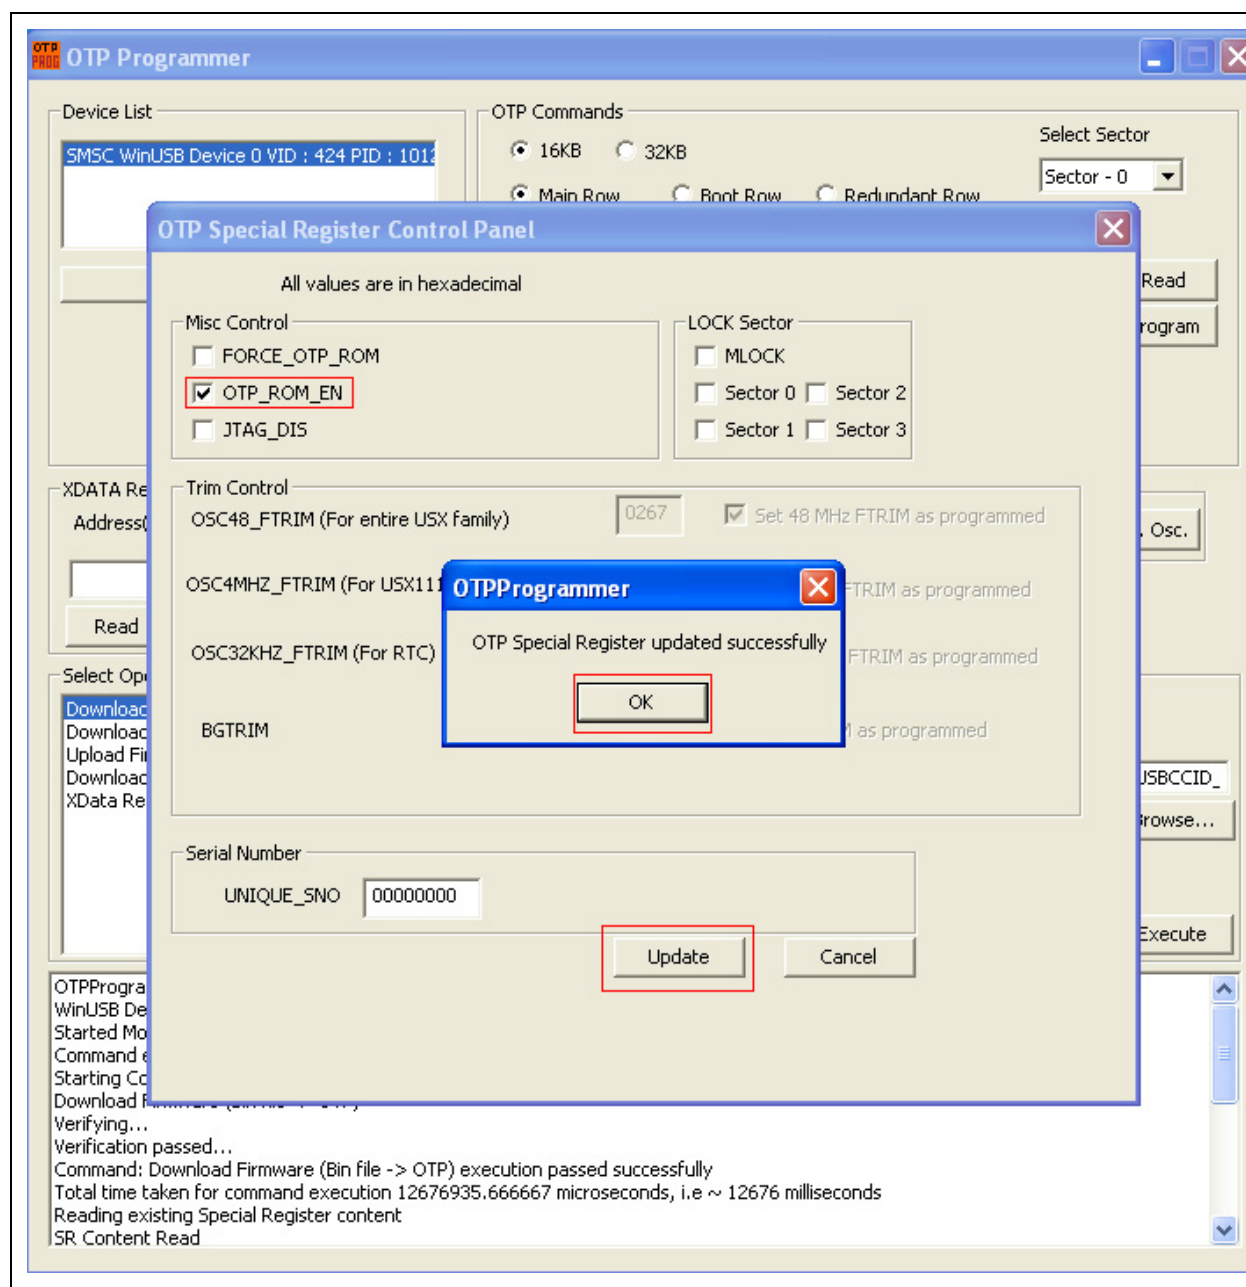 OTP PROG OTP Programmer
Device List
OTP Commands
SMSC WinUSB Device 0 VID : 424 PID : 1012
16KB 32KB
Select Sector
Sector - 0
Main Row Boot Row Redundant Row
OTP Special Register Control Panel
Read
All values are in hexadecimal
Misc Control
LOCK Sector
FORCE_OTP_ROM
MLOCK
OTP_ROM_EN
Sector 0 Sector 2
JTAG_DIS
Sector 1 Sector 3
XDATA Re
Address(
Trim Control
OSC48_FTRIM (For entire USX family) 0267 Set 48 MHz FTRIM as programmed
. Osc.
OSC4MHZ_FTRIM (For USX111
FTRIM as programmed
OTPProgrammer
OTP Special Register updated successfully
OK
Read
OSC32KHZ_FTRIM (For RTC)
FTRIM as programmed
Select Op
Download
Download
Upload Fi
Download
XData Re
BGTRIM
as programmed
USBCCID_
Browse...
Serial Number
UNIQUE_SNO 00000000
Update Cancel
Execute
OTPProgra
WinUSB De
Started Mo
Command e
Starting Co
Download F
Verifying...
Verification passed...
Command: Download Firmware (Bin file -> OTP) execution passed successfully
Total time taken for command execution 12676935.666667 microseconds, i.e ~ 12676 milliseconds
Reading existing Special Register content
SR Content Read